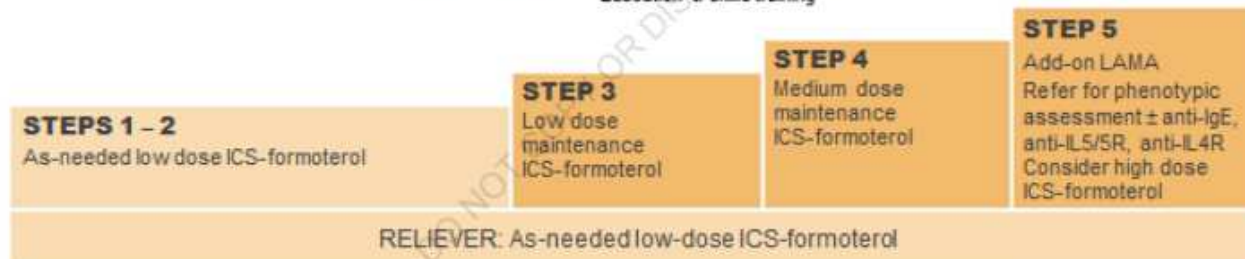 STEPS 1 – 2
As-needed low dose ICS-formoterol
STEP 3
Low dose
maintenance
ICS-formoterol
STEP 4
Medium dose
maintenance
ICS-formoterol
STEP 5
Add-on LAMA
Refer for phenotypic
assessment ± anti-IgE,
anti-IL5/5R, anti-IL4R
Consider high dose
ICS-formoterol
RELIEVER: As-needed low-dose ICS-formoterol